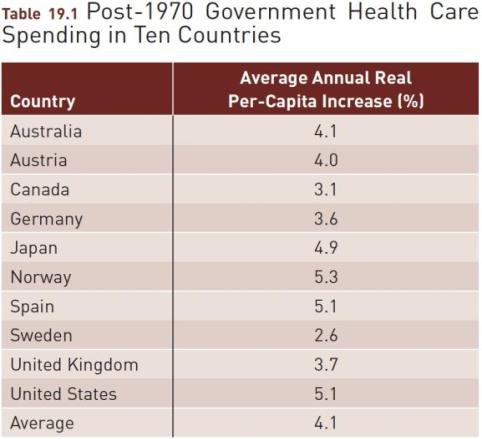 Table 19.1 Post-1970 Government Health Care
Spending in Ten Countries
Country
Average Annual Real
Per-Capita Increase (%)
Australia 4.1
Austria 4.0
Canada 3.1
Germany 3.6
Japan 4.9
Norway 5.3
Spain 5.1
Sweden 2.6
United Kingdom 3.7
United States 5.1
Average 4.1